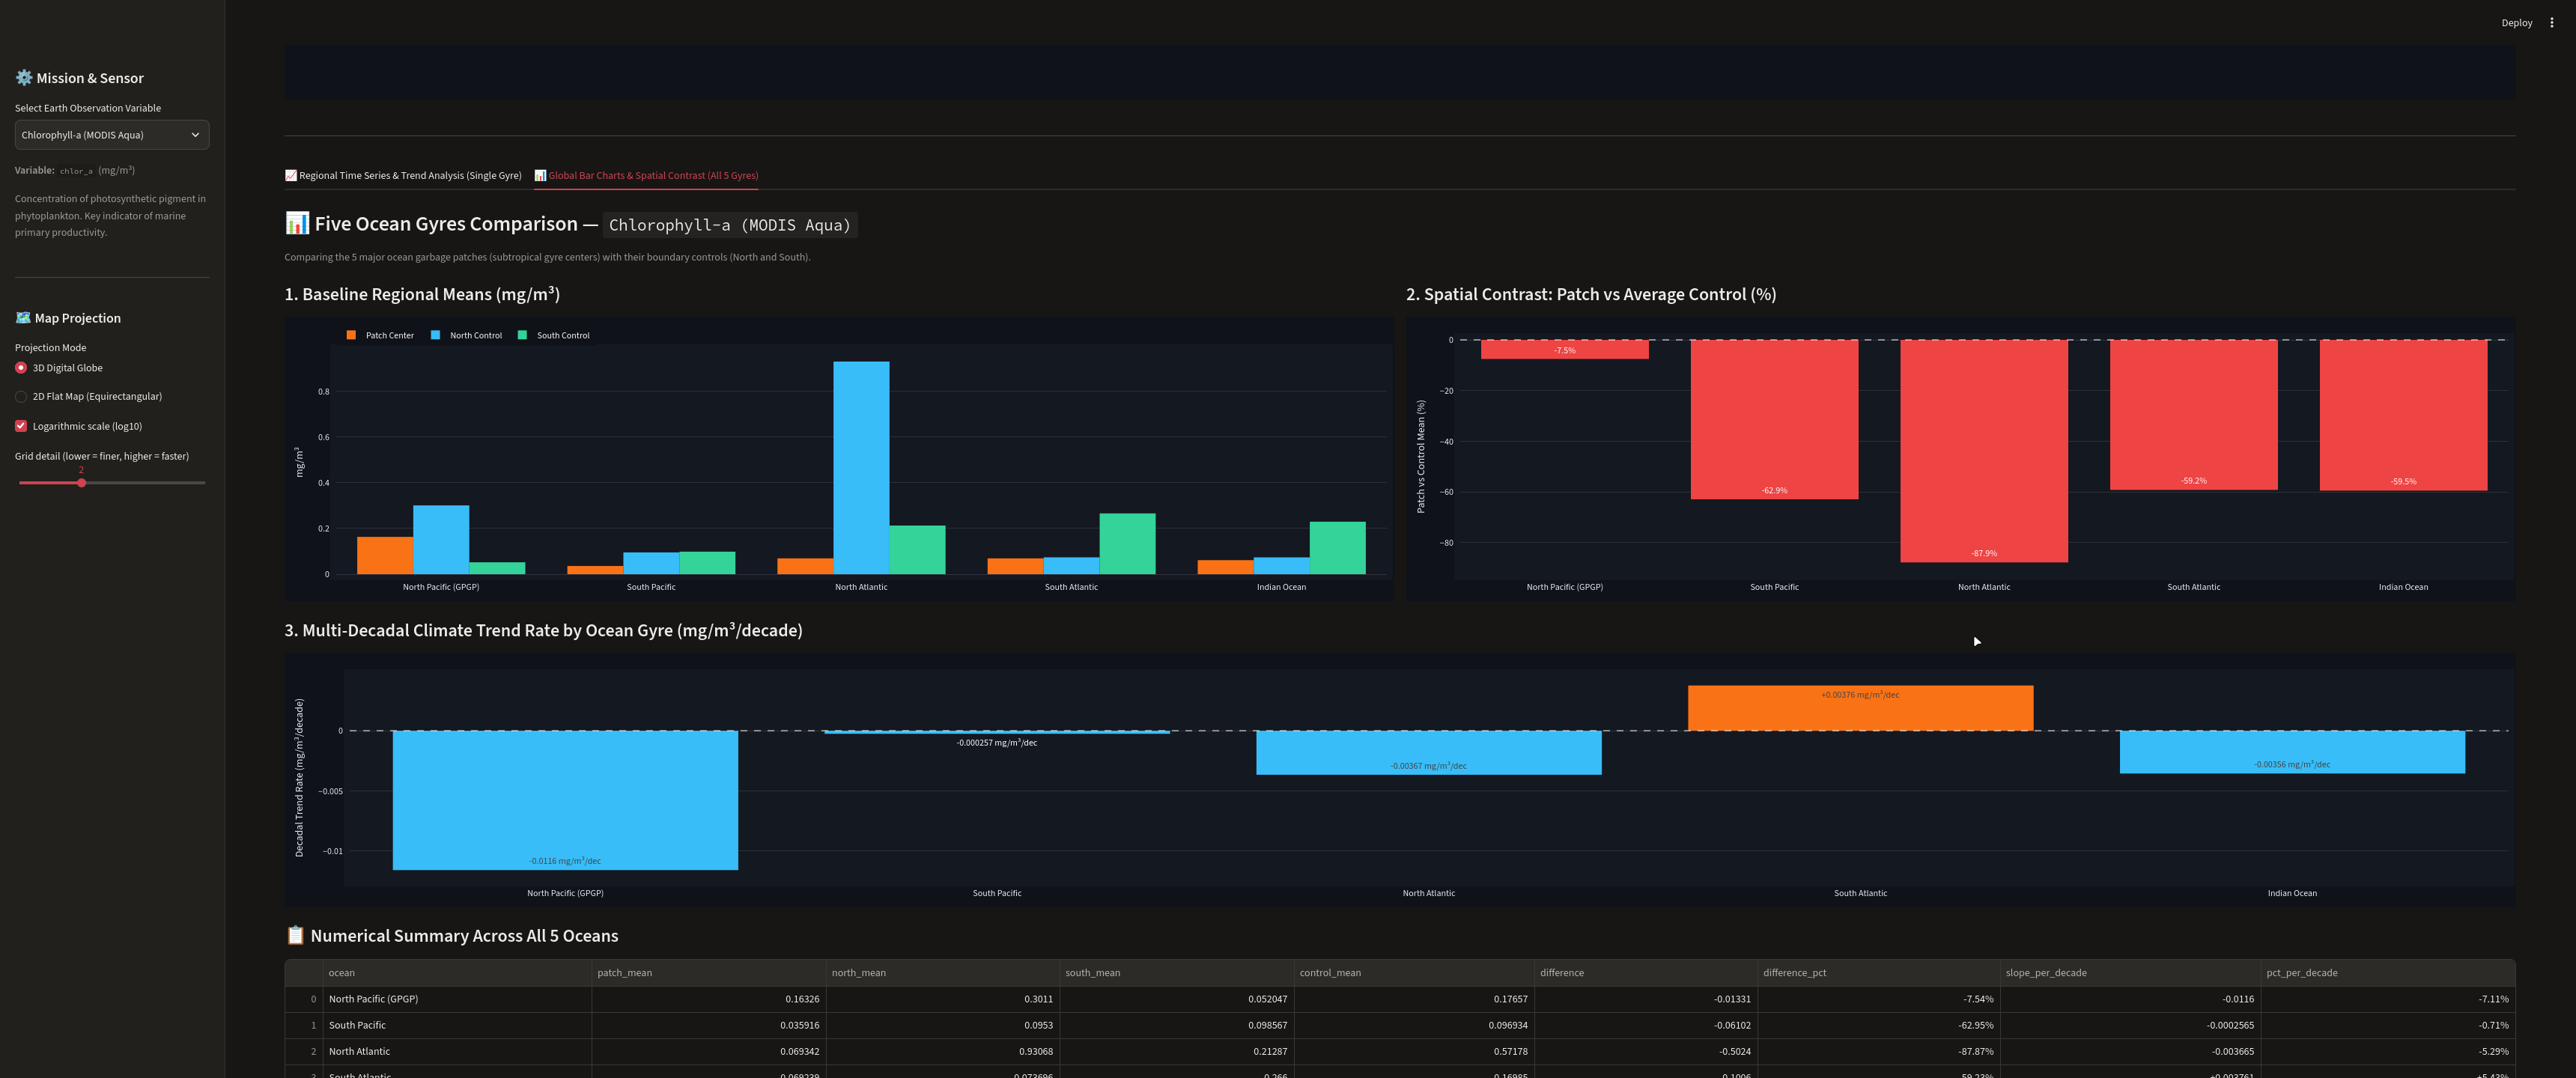 Deploy
Mission & Sensor
Select Earth Observation Variable
Chlorophyll-a (MODIS Aqua)
Variable: chlor_a (mg/m³)
Concentration of photosynthetic pigment in
phytoplankton. Key indicator of marine
primary productivity.
Map Projection
Projection Mode
3D Digital Globe
2D Flat Map (Equirectangular)
Logarithmic scale (log10)
Grid detail (lower = finer, higher = faster)
2
Regional Time Series & Trend Analysis (Single Gyre) Global Bar Charts & Spatial Contrast (All 5 Gyres)
Five Ocean Gyres Comparison — Chlorophyll-a (MODIS Aqua)
Comparing the 5 major ocean garbage patches (subtropical gyre centers) with their boundary controls (North and South).
1. Baseline Regional Means (mg/m³)
Patch Center North Control South Control
mg/m³
0.8
0.6
0.4
0.2
0
North Pacific (GPGP) South Pacific North Atlantic South Atlantic Indian Ocean
2. Spatial Contrast: Patch vs Average Control (%)
Patch vs Control Mean (%)
0
−20
−40
−60
−80
-7.5%
-62.9%
-87.9%
-59.2%
-59.5%
North Pacific (GPGP) South Pacific North Atlantic South Atlantic Indian Ocean
3. Multi-Decadal Climate Trend Rate by Ocean Gyre (mg/m³/decade)
Decadal Trend Rate (mg/m³/decade)
0
−0.005
−0.01
-0.0116 mg/m³/dec
-0.000257 mg/m³/dec
-0.00367 mg/m³/dec
+0.00376 mg/m³/dec
-0.00356 mg/m³/dec
North Pacific (GPGP) South Pacific North Atlantic South Atlantic Indian Ocean
Numerical Summary Across All 5 Oceans
ocean patch_mean north_mean south_mean control_mean difference difference_pct slope_per_decade pct_per_decade
0 North Pacific (GPGP) 0.16326 0.3011 0.052047 0.17657 -0.01331 -7.54% -0.0116 -7.11%
1 South Pacific 0.035916 0.0953 0.098567 0.096934 -0.06102 -62.95% -0.0002565 -0.71%
2 North Atlantic 0.069342 0.93068 0.21287 0.57178 -0.5024 -87.87% -0.003665 -5.29%
South Atlantic